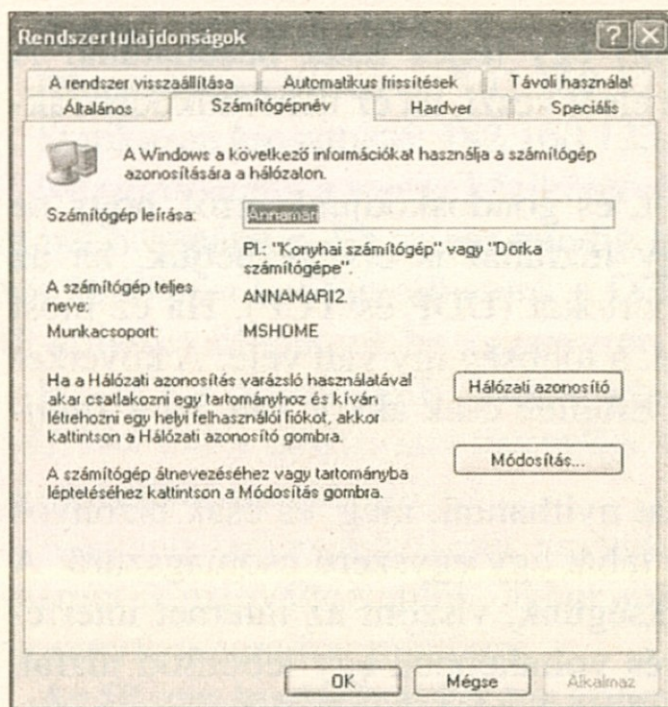 Rendszertulajdonságok
A rendszer visszaállítása
Automatikus frissítések
Távoli használat
Általános
Számítógépnév
Hardver
Speciális
A Windows a következő információkat használja a számítógép
azonosítására a hálózaton.
Számítógép leírása:
Annamari
Pl.: "Konyhai számítógép" vagy "Dorka
számítógépe".
A számítógép teljes
neve:
ANNAMARI2.
Munkacsoport:
MSHOME
Ha a Hálózati azonosítás varázsló használatával
akar csatlakozni egy tartományhoz és kíván
létrehozni egy helyi felhasználói fiókot, akkor
kattintson a Hálózati azonosító gombra.
Hálózati azonosító
A számítógép átnevezéséhez vagy tartományba
léptetéséhez kattintson a Módosítás gombra.
Módosítás...
OK
Mégse
Alkalmaz